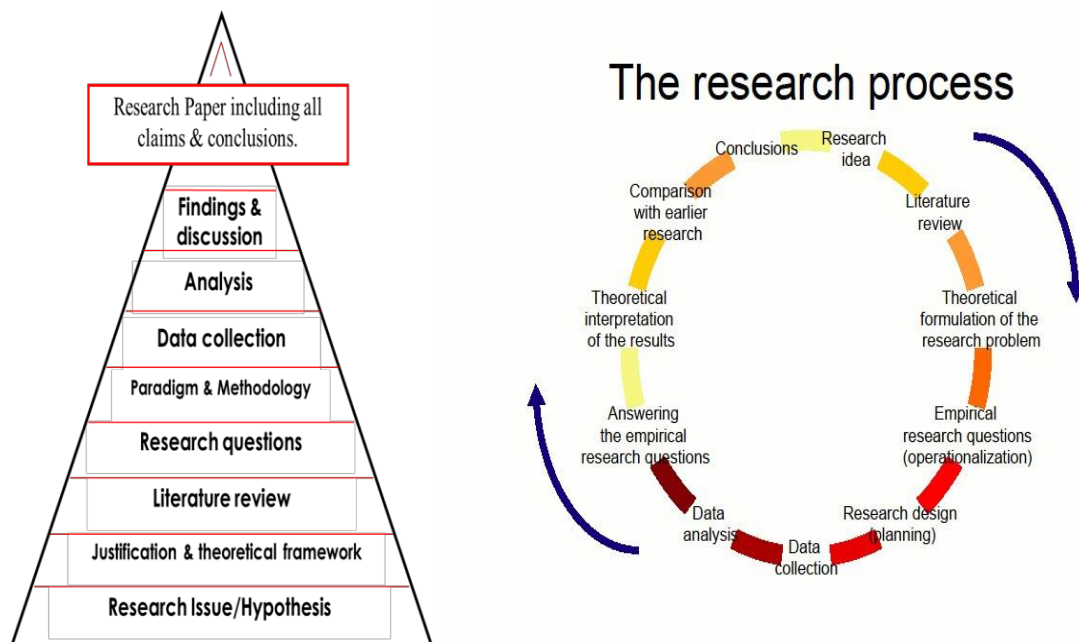 Research Paper including all
claims & conclusions.
Findings &
discussion
Analysis
Data collection
Paradigm & Methodology
Research questions
Literature review
Justification & theoretical framework
Research Issue/Hypothesis
The research process
Research
idea
Literature
review
Theoretical
formulation of the
research problem
Empirical
research questions
(operationalization)
Research design
(planning)
Data
collection
Data
analysis
Answering
the empirical
research questions
Theoretical
interpretation
of the results
Comparison
with earlier
research
Conclusions